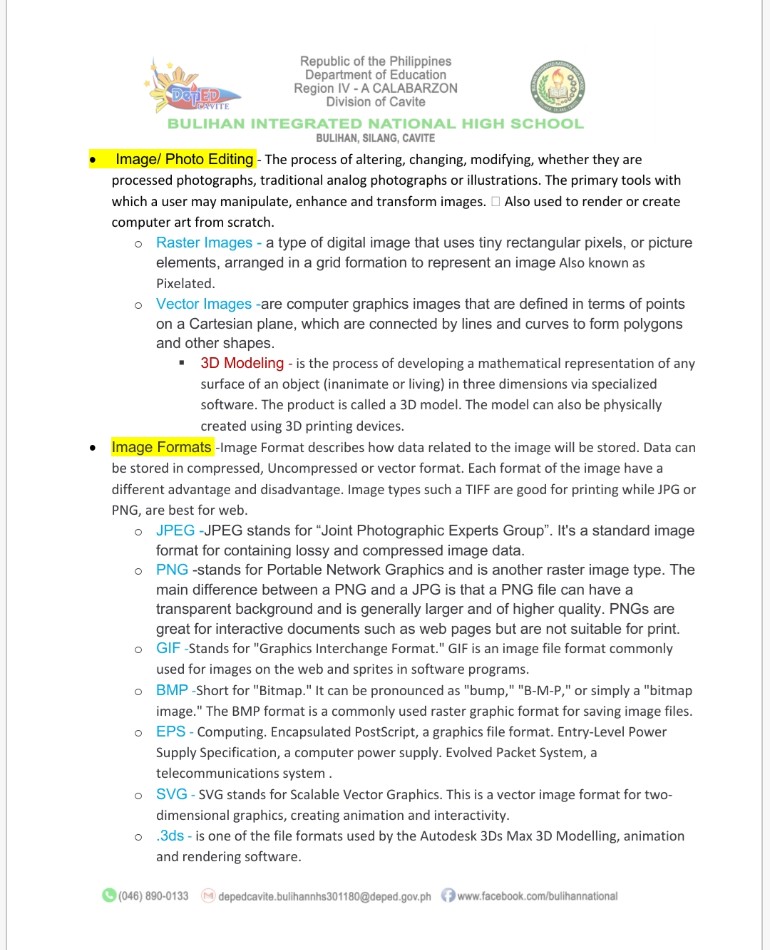 DepED
CAVITE
Republic of the Philippines
Department of Education
Region IV - A CALABARZON
Division of Cavite
BULIHAN INTEGRATED NATIONAL HIGH SCHOOL
BULIHAN, SILANG, CAVITE
• Image/ Photo Editing - The process of altering, changing, modifying, whether they are
processed photographs, traditional analog photographs or illustrations. The primary tools with
which a user may manipulate, enhance and transform images. □ Also used to render or create
computer art from scratch.
o Raster Images - a type of digital image that uses tiny rectangular pixels, or picture
elements, arranged in a grid formation to represent an image Also known as
Pixelated.
o Vector Images -are computer graphics images that are defined in terms of points
on a Cartesian plane, which are connected by lines and curves to form polygons
and other shapes.
▪ 3D Modeling - is the process of developing a mathematical representation of any
surface of an object (inanimate or living) in three dimensions via specialized
software. The product is called a 3D model. The model can also be physically
created using 3D printing devices.
• Image Formats -Image Format describes how data related to the image will be stored. Data can
be stored in compressed, Uncompressed or vector format. Each format of the image have a
different advantage and disadvantage. Image types such a TIFF are good for printing while JPG or
PNG, are best for web.
o JPEG -JPEG stands for “Joint Photographic Experts Group”. It's a standard image
format for containing lossy and compressed image data.
o PNG -stands for Portable Network Graphics and is another raster image type. The
main difference between a PNG and a JPG is that a PNG file can have a
transparent background and is generally larger and of higher quality. PNGs are
great for interactive documents such as web pages but are not suitable for print.
o GIF -Stands for "Graphics Interchange Format." GIF is an image file format commonly
used for images on the web and sprites in software programs.
o BMP -Short for "Bitmap." It can be pronounced as "bump," "B-M-P," or simply a "bitmap
image." The BMP format is a commonly used raster graphic format for saving image files.
o EPS - Computing. Encapsulated PostScript, a graphics file format. Entry-Level Power
Supply Specification, a computer power supply. Evolved Packet System, a
telecommunications system .
o SVG - SVG stands for Scalable Vector Graphics. This is a vector image format for two-
dimensional graphics, creating animation and interactivity.
o .3ds - is one of the file formats used by the Autodesk 3Ds Max 3D Modelling, animation
and rendering software.
(046) 890-0133 depedcavite.bulihannhs301180@deped.gov.ph www.facebook.com/bulihannational